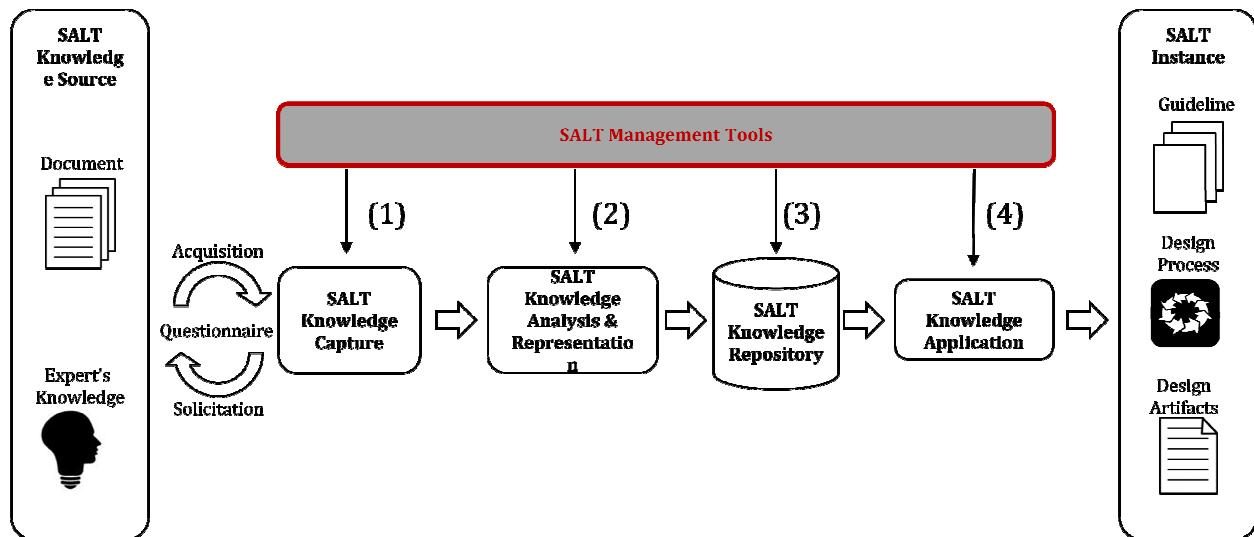 SALT
Knowledg
e Source
Document
Expert's
Knowledge
Acquisition
Questionnaire
Solicitation
SALT Management Tools
(1)
(2)
(3)
(4)
SALT
Knowledge
Capture
SALT
Knowledge
Analysis &
Representatio
n
SALT
Knowledge
Repository
SALT
Knowledge
Application
SALT
Instance
Guideline
Design
Process
Design
Artifacts